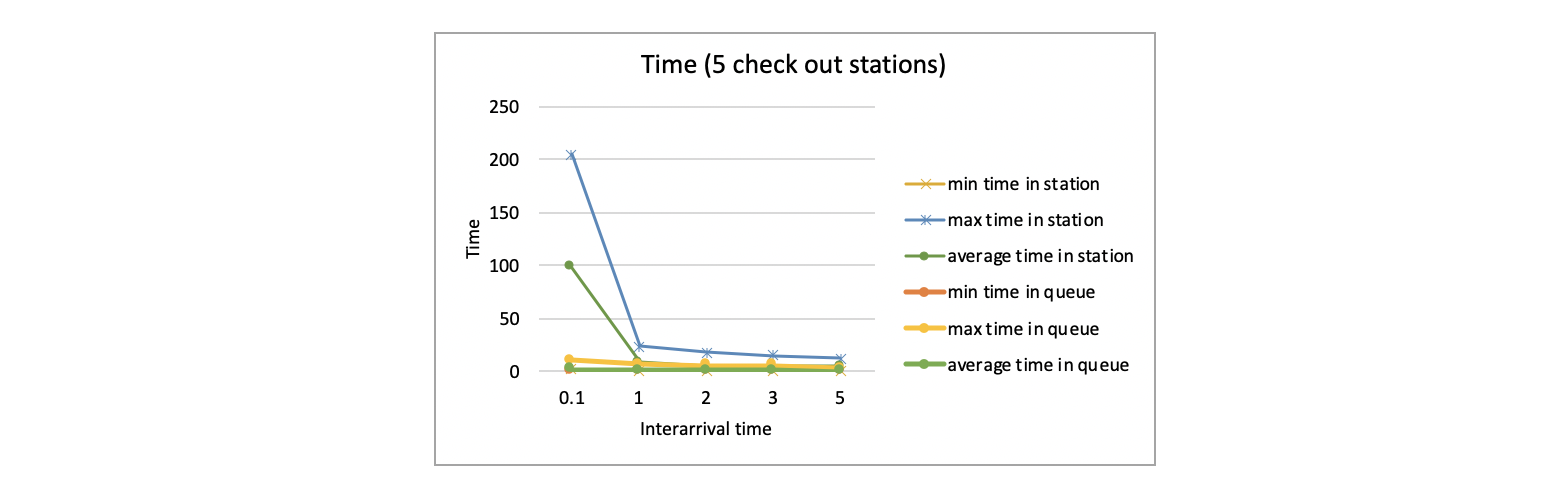 Time (5 check out stations)
250
200
150
100
50
0
Time
0.1 1 2 3 5
Interarrival time
min time in station
max time in station
average time in station
min time in queue
max time in queue
average time in queue